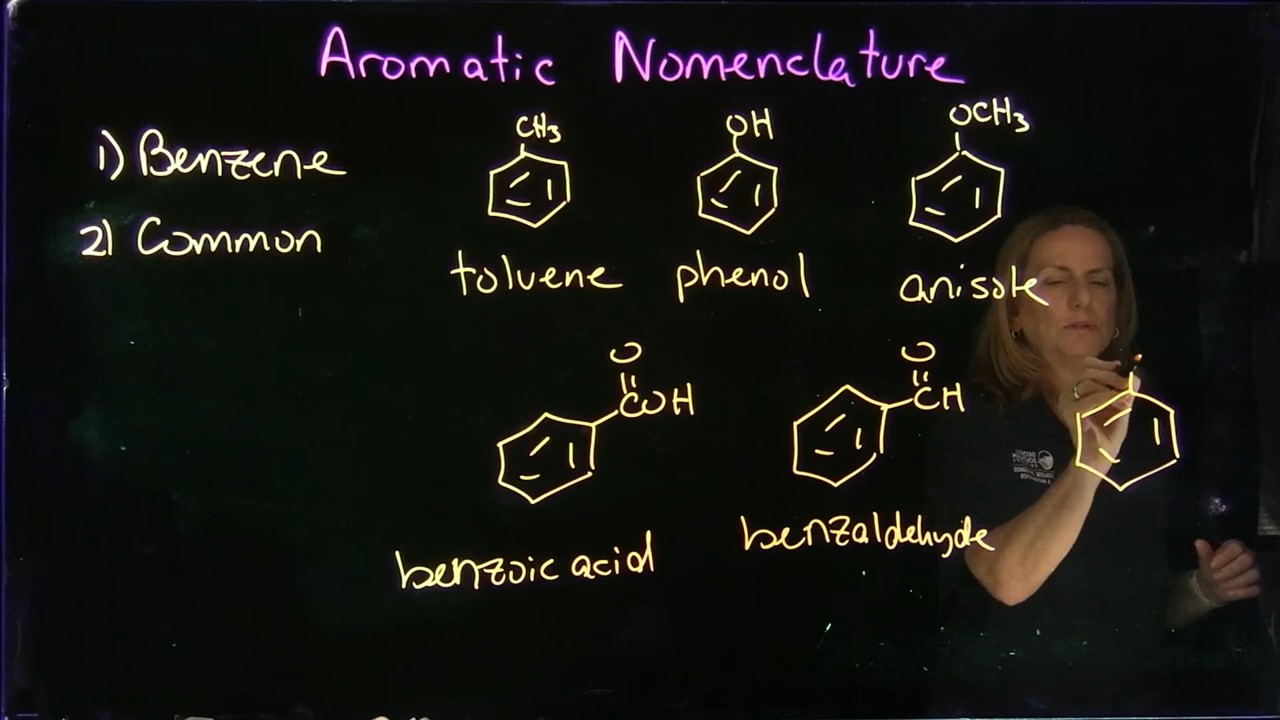 Aromatic Nomenclature
1) Benzene
2) Common
CH3
OH
OCH3
toluene
phenol
anisole
O
COH
O
CH
benzoic acid
benzaldehyde